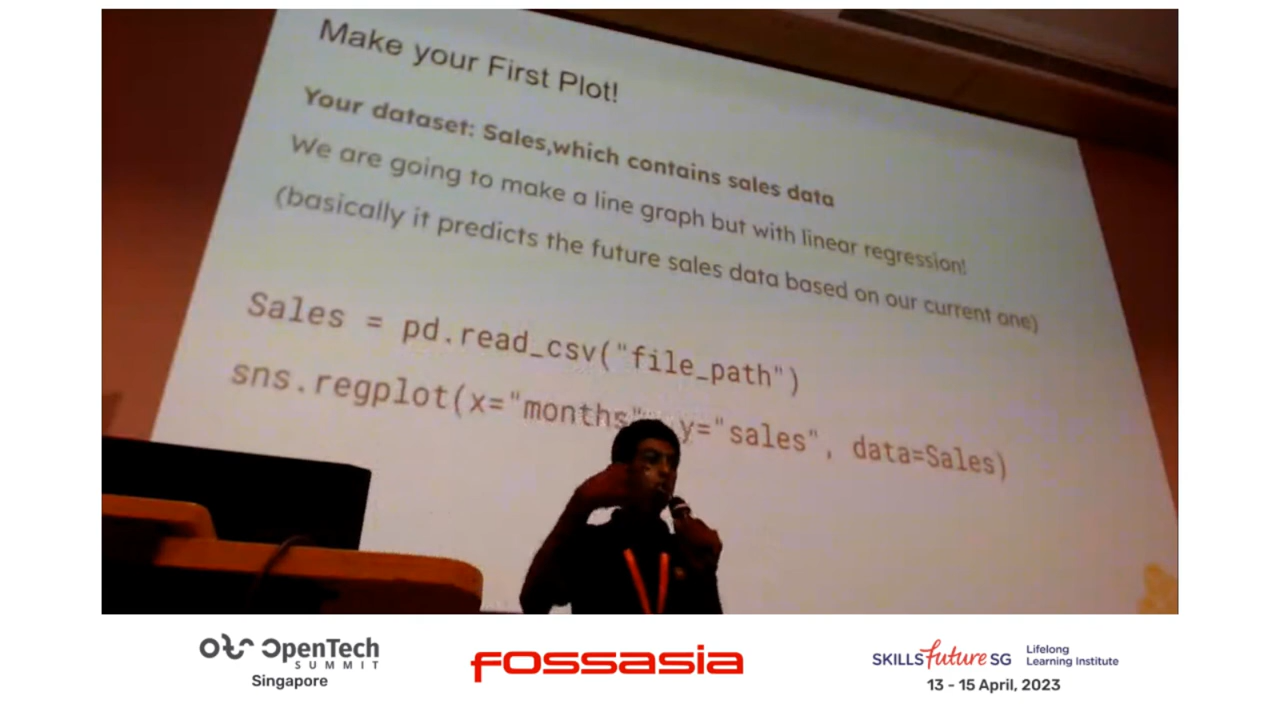 Make your First Plot!
Your dataset: Sales,which contains sales data
We are going to make a line graph but with linear regression!
(basically it predicts the future sales data based on our current one)
Sales = pd.read_csv("file_path")
sns.regplot(x="months" y="sales", data=Sales)
OpenTech
SUMMIT
Singapore
FOSSASIA
SKILLS future SG
Lifelong
Learning Institute
13 - 15 April, 2023